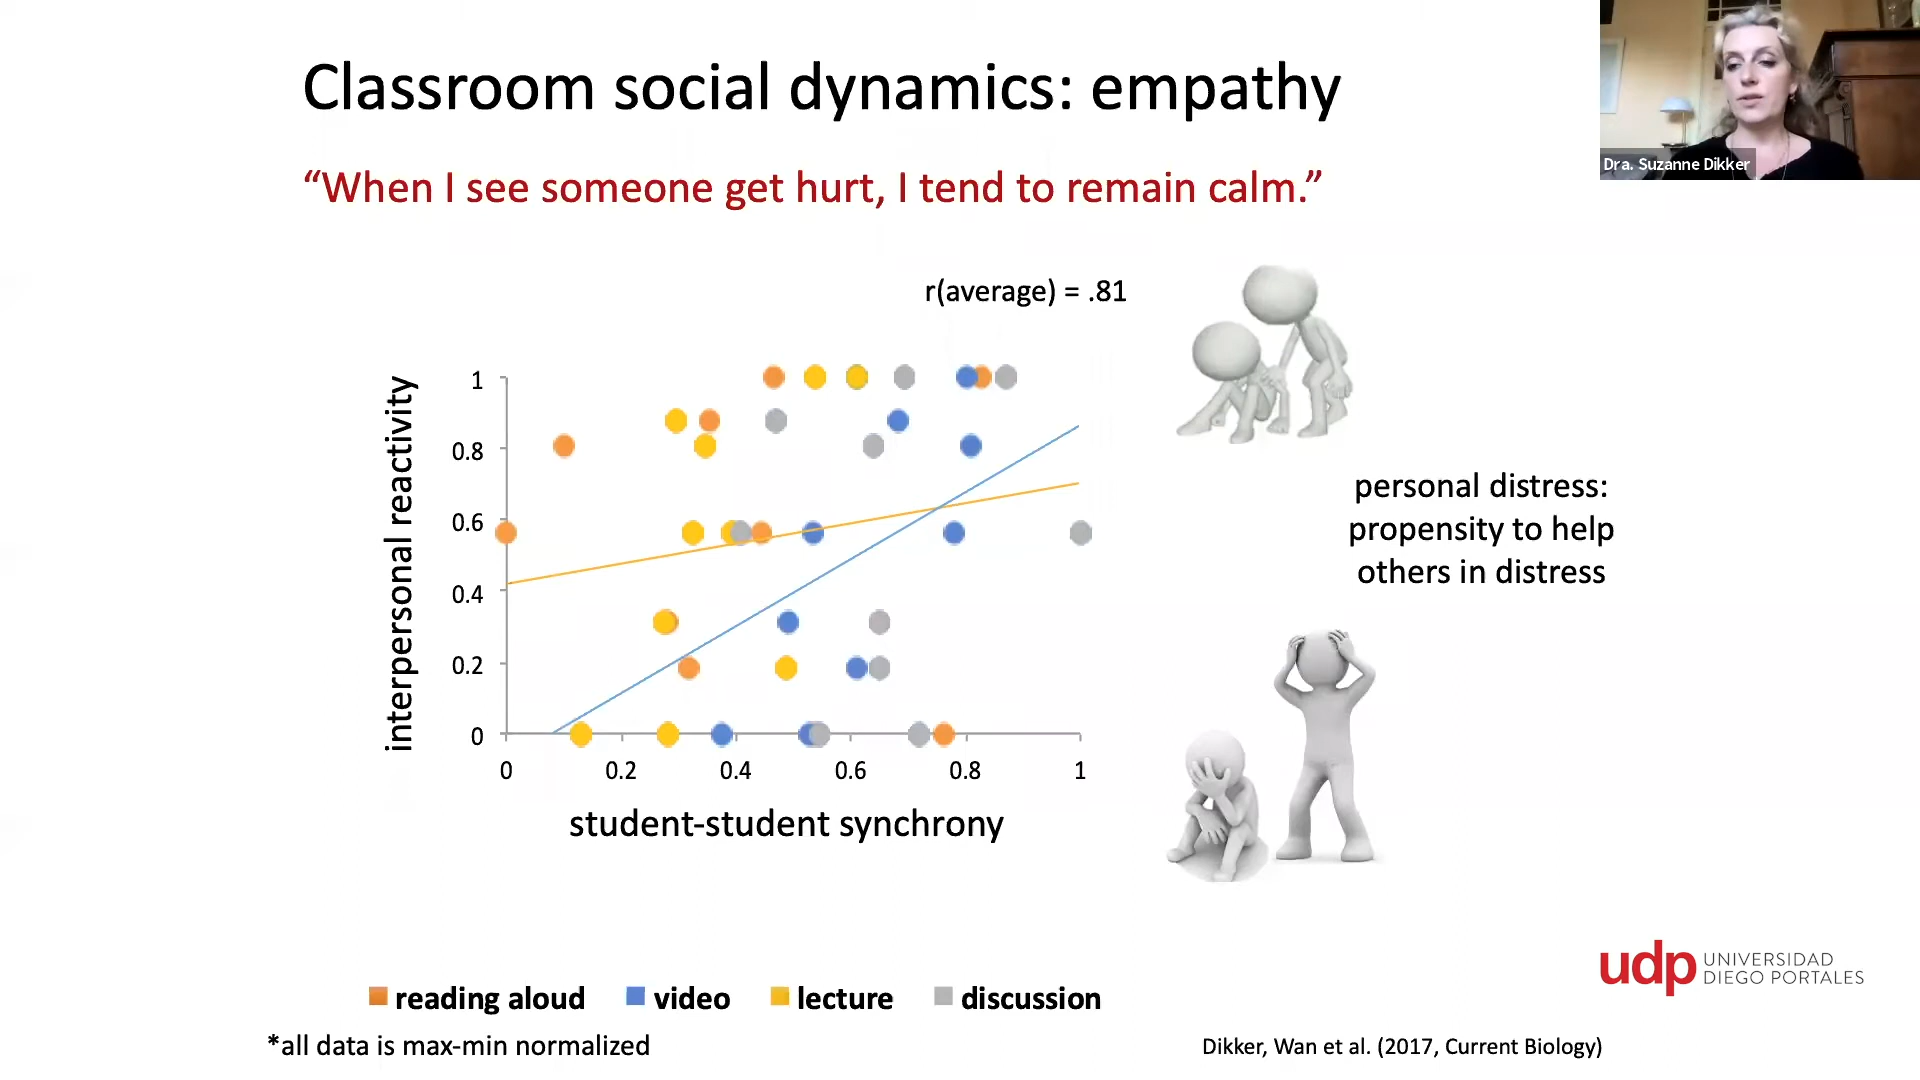 Classroom social dynamics: empathy
“When I see someone get hurt, I tend to remain calm.”
Dra. Suzanne Dikker
r(average) = .81
interpersonal reactivity
1
0.8
0.6
0.4
0.2
0
0 0.2 0.4 0.6 0.8 1
student-student synchrony
personal distress:
propensity to help
others in distress
udp UNIVERSIDAD
DIEGO PORTALES
reading aloud video lecture discussion
*all data is max-min normalized
Dikker, Wan et al. (2017, Current Biology)